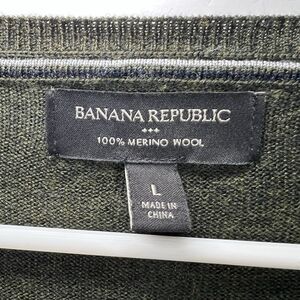 BANANA REPUBLIC
100% MERINO WOOL
L
MADE IN
CHINA